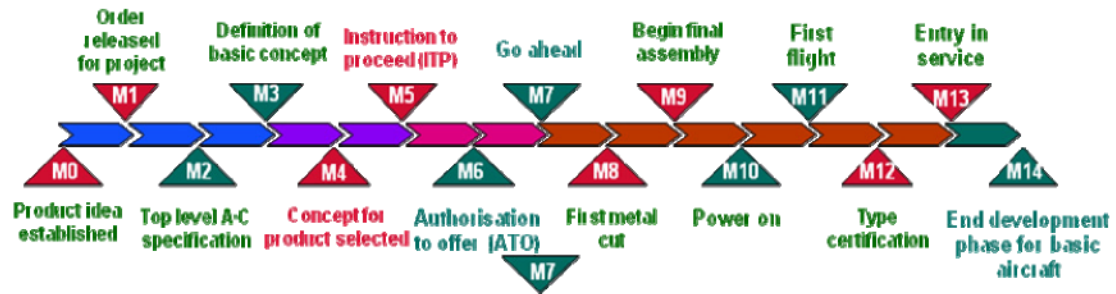 Order
released
for project
Definition of
basic concept
Instruction to
proceed (ITP)
Go ahead
Begin final
assembly
First
flight
Entry in
service
M1
M3
M5
M7
M9
M11
M13
M0
M2
M4
M6
M8
M10
M12
M14
Product idea
established
Top level A-C
specification
Concept for
product selected
Authorisation
to offer (ATO)
First metal
cut
Power on
Type
certification
End development
phase for basic
aircraft
M7